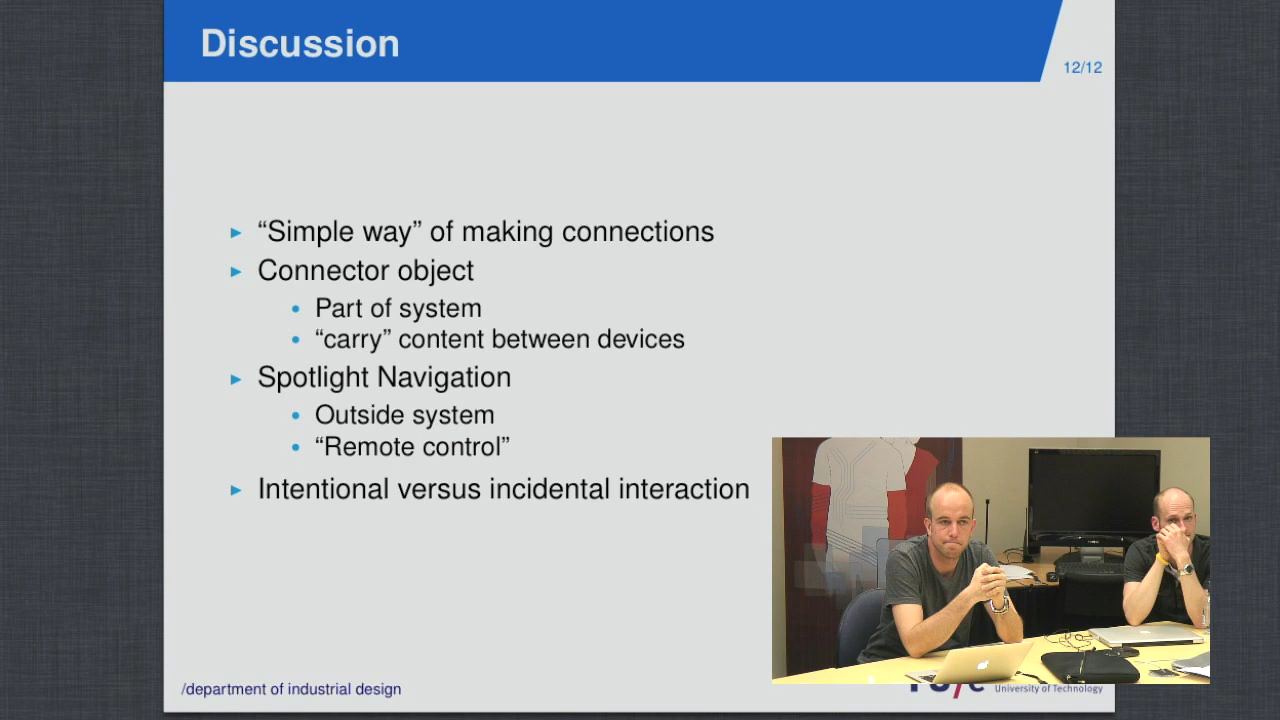 Discussion
12/12
“Simple way” of making connections
Connector object
Part of system
“carry” content between devices
Spotlight Navigation
Outside system
“Remote control”
Intentional versus incidental interaction
/department of industrial design
University of Technology